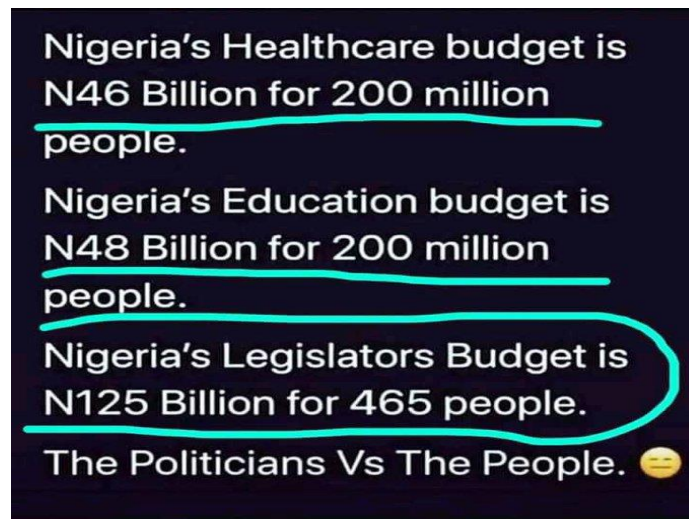 Nigeria's Healthcare budget is
N46 Billion for 200 million
people.
Nigeria's Education budget is
N48 Billion for 200 million
people.
Nigeria's Legislators Budget is
N125 Billion for 465 people.
The Politicians Vs The People. 😑